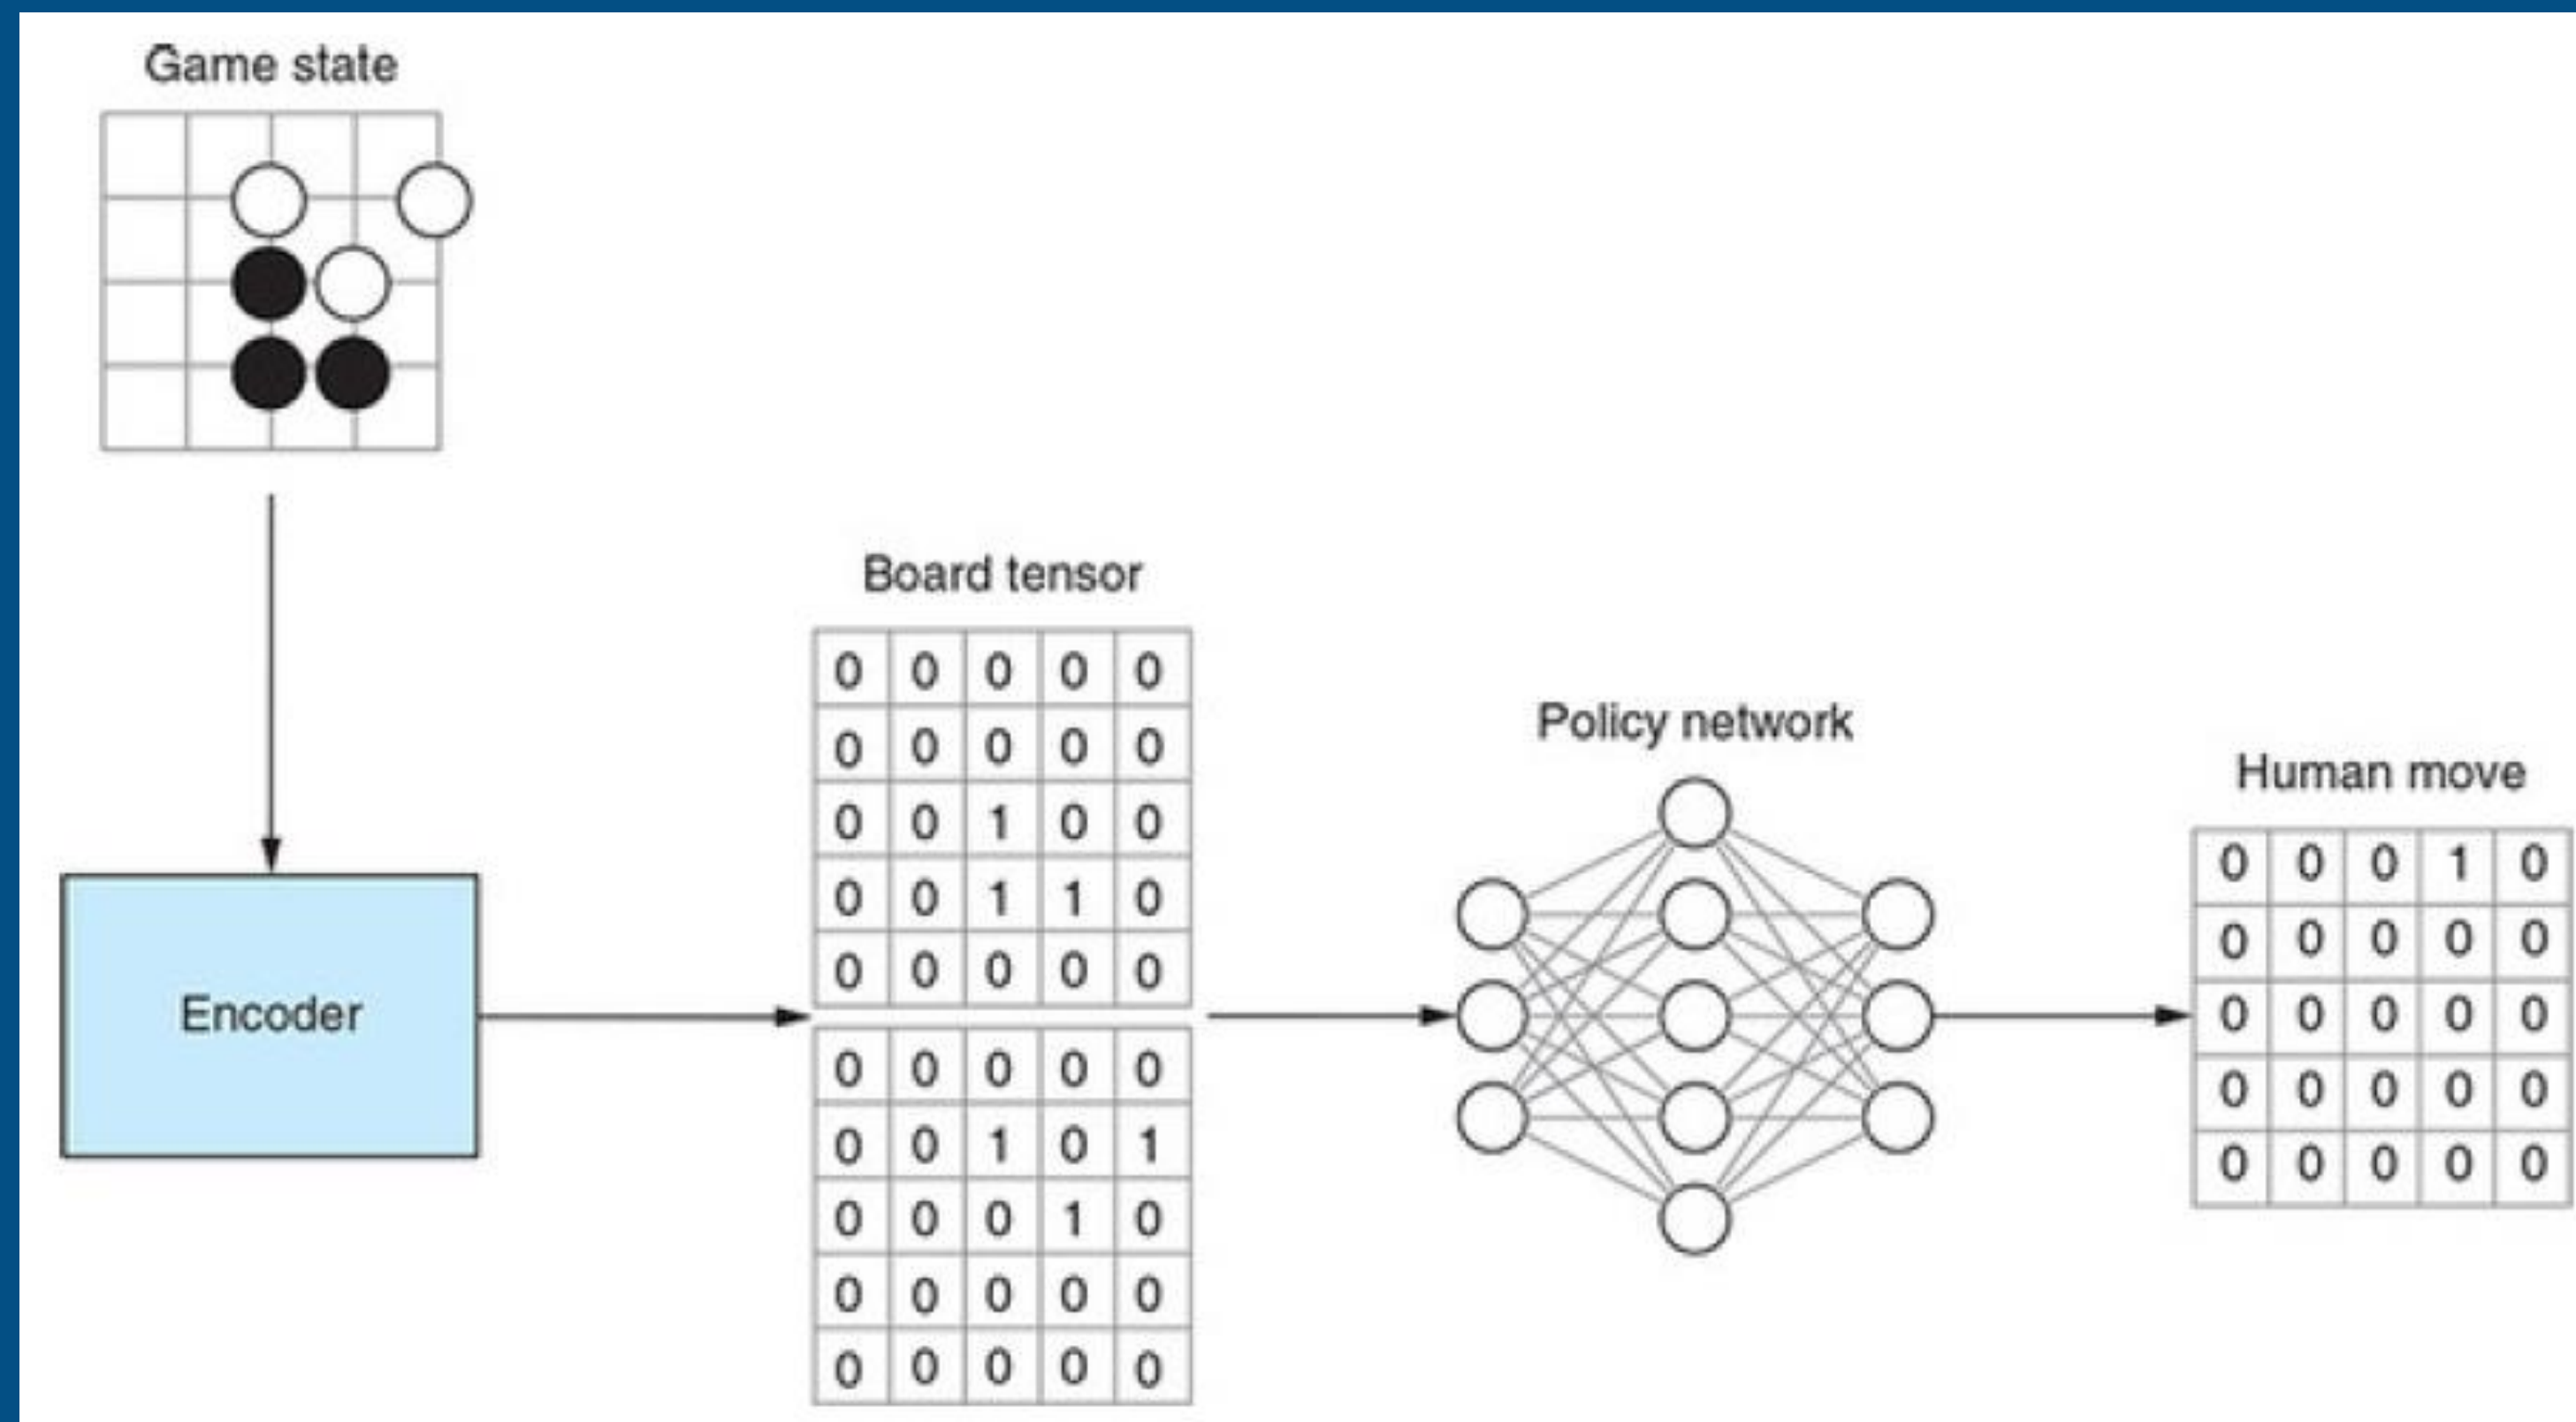 Game state
Encoder
Board tensor
0 0 0 0 0
0 0 0 0 0
0 0 1 0 0
0 0 1 1 0
0 0 0 0 0
0 0 0 0 0
0 0 1 0 1
0 0 0 1 0
0 0 0 0 0
0 0 0 0 0
Policy network
Human move
0 0 0 1 0
0 0 0 0 0
0 0 0 0 0
0 0 0 0 0
0 0 0 0 0